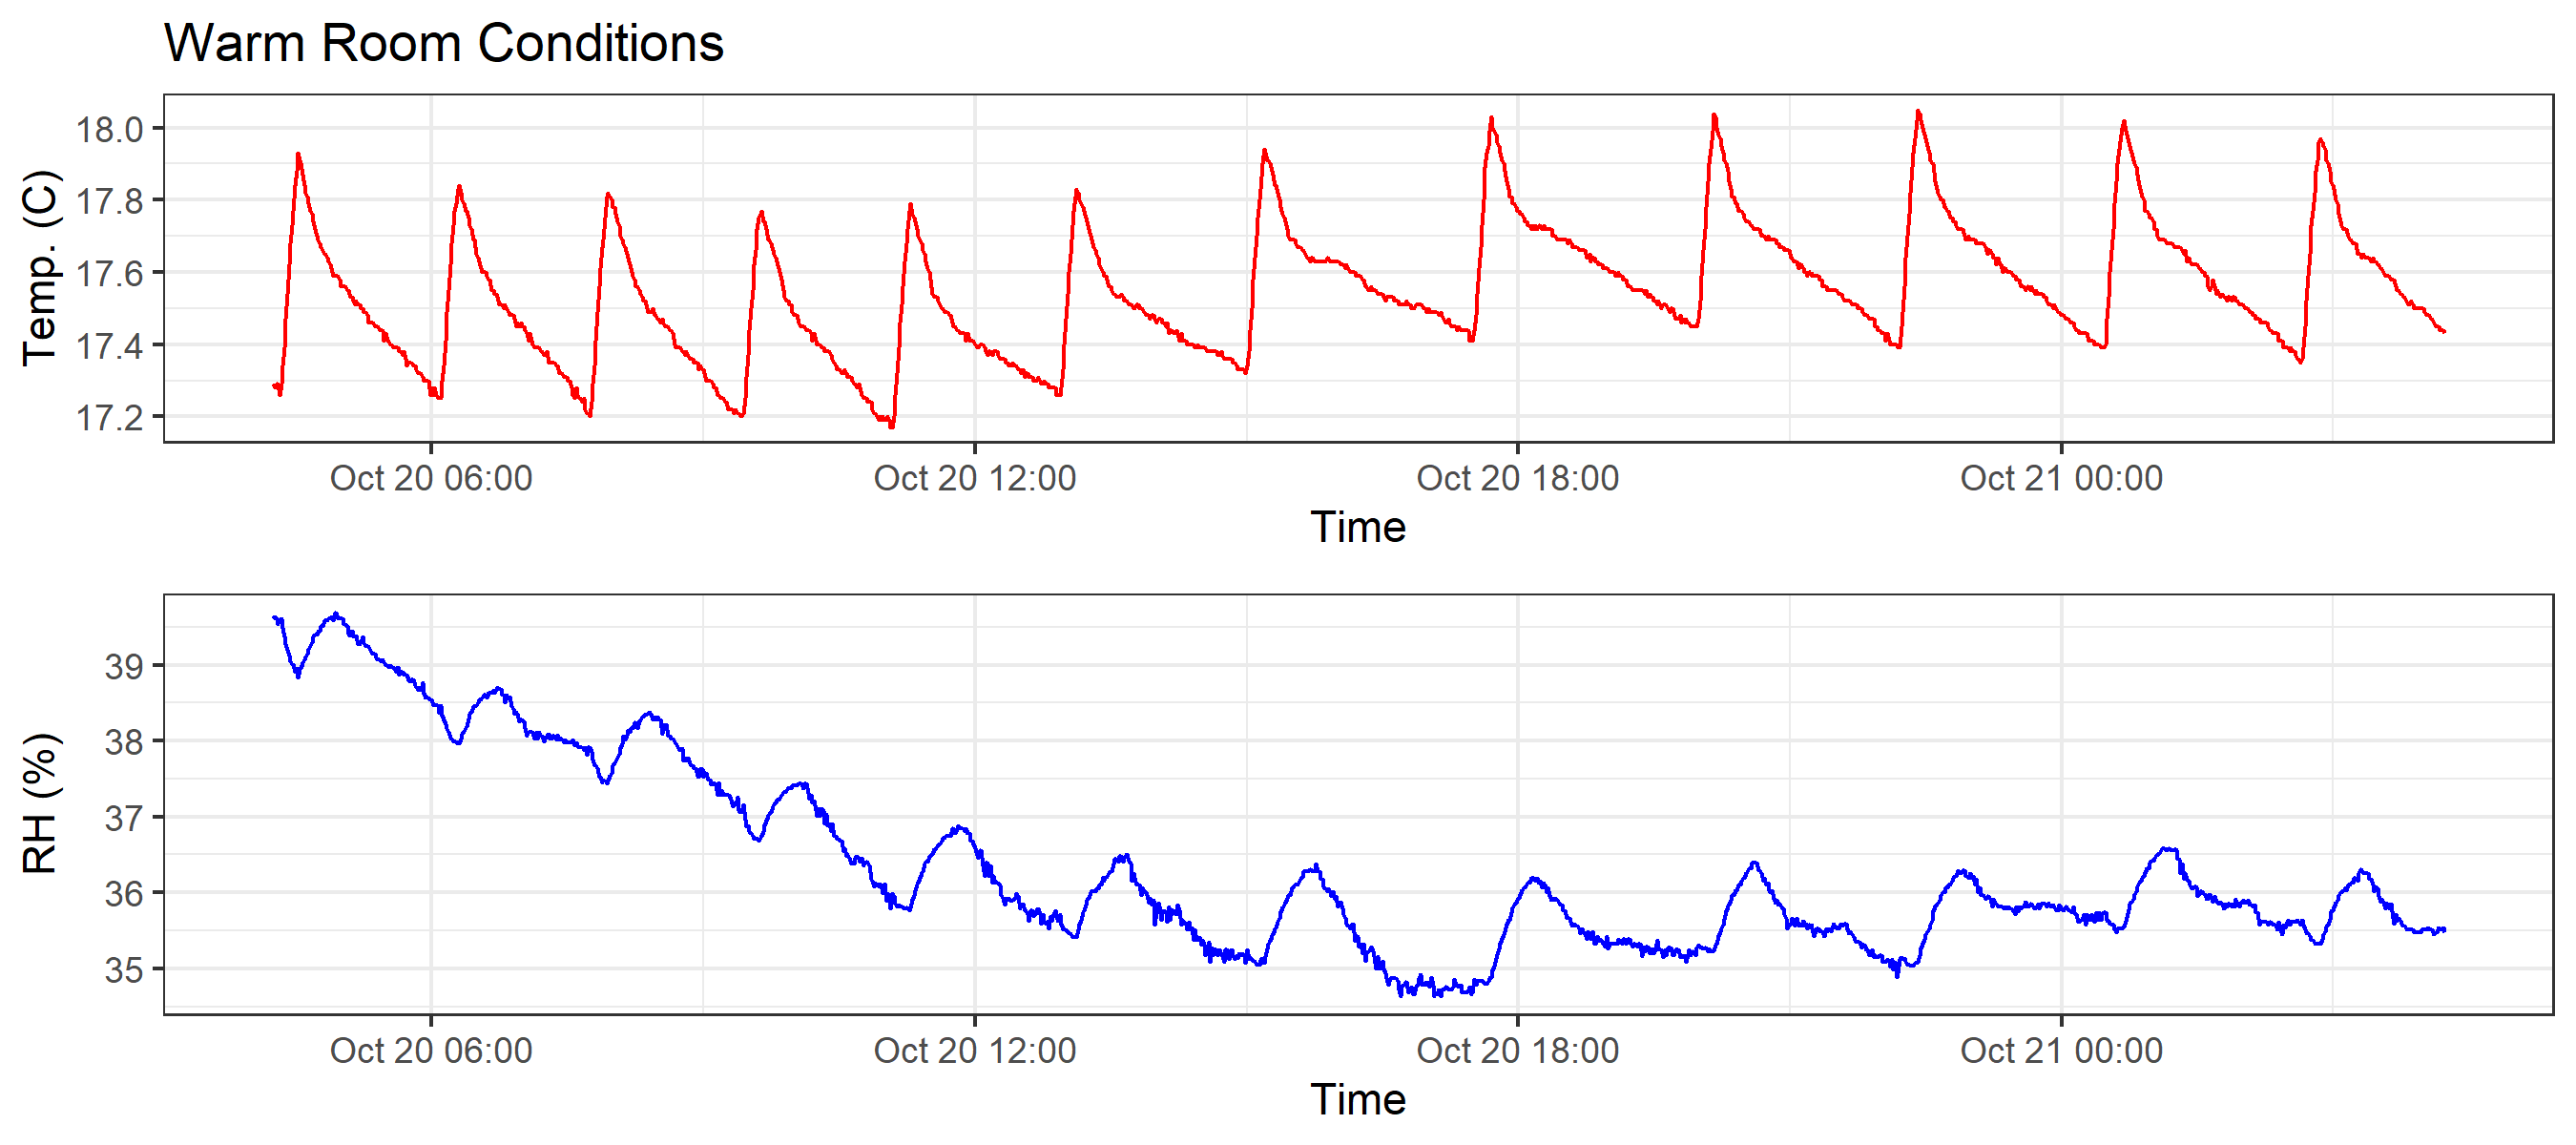 Warm Room Conditions
Temp. (C)
18.0
17.8
17.6
17.4
17.2
Oct 20 06:00 Oct 20 12:00 Oct 20 18:00 Oct 21 00:00
Time
RH (%)
39
38
37
36
35
Oct 20 06:00 Oct 20 12:00 Oct 20 18:00 Oct 21 00:00
Time